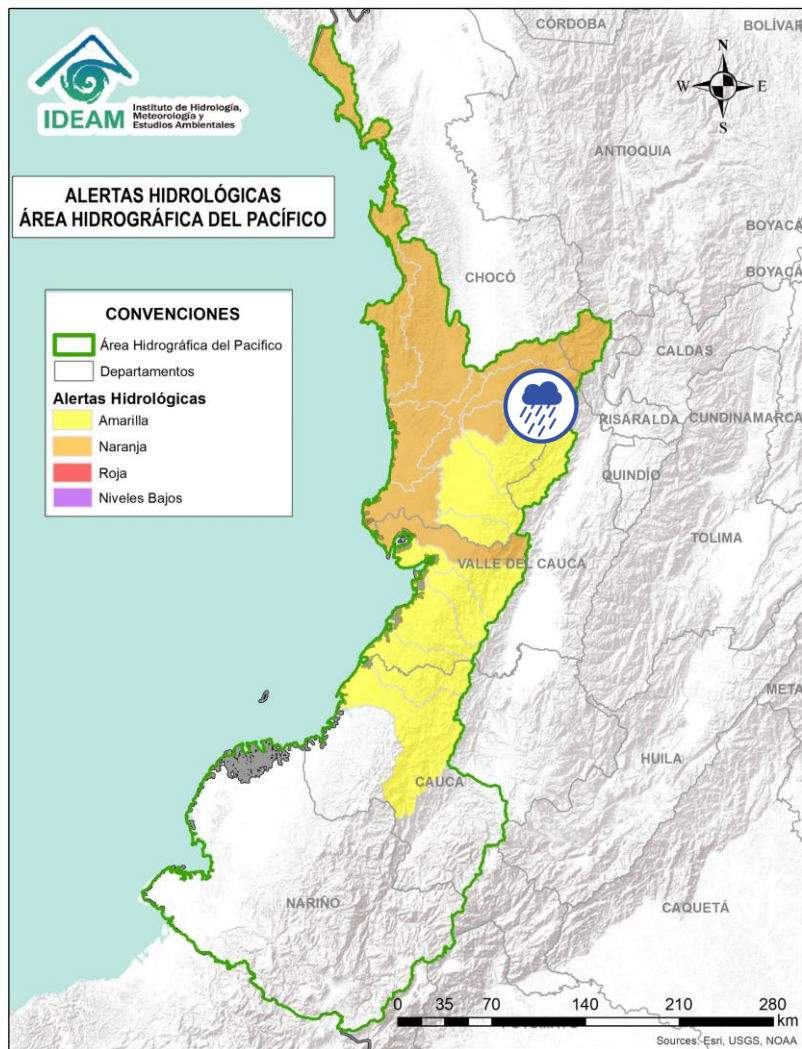 IDEAM
Instituto de Hidrología,
Meteorología y
Estudios Ambientales
ALERTAS HIDROLÓGICAS
ÁREA HIDROGRÁFICA DEL PACÍFICO
CONVENCIONES
Área Hidrográfica del Pacifico
Departamentos
Alertas Hidrológicas
Amarilla
Naranja
Roja
Niveles Bajos
N
W
E
S
CÓRDOBA
BOLÍVAR
ANTIOQUIA
BOYACÁ
BOYACÁ
CHOCÓ
CALDAS
RISARALDA
CUNDINAMARCA
QUINDÍO
TOLIMA
VALLE DEL CAUCA
META
HUILA
CAUCA
NARIÑO
CAQUETÁ
0 35 70 140 210 280
km
Sources: Esri, USGS, NOAA